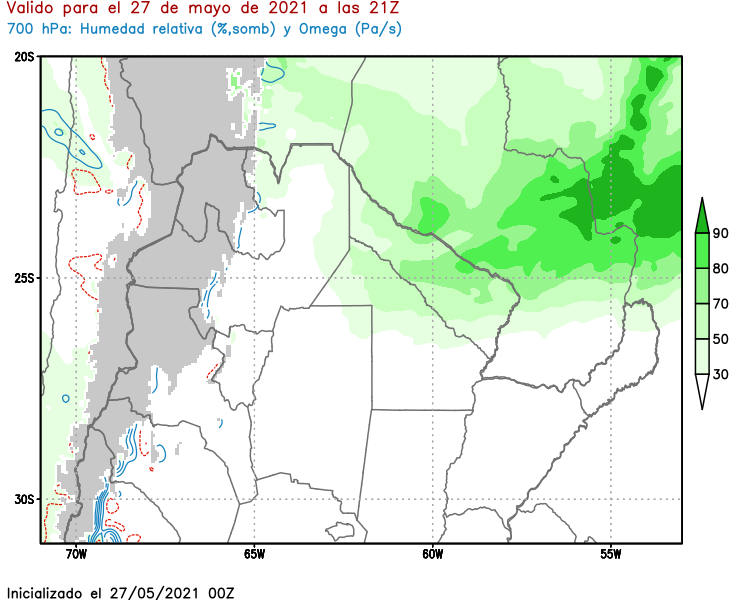 Valido para el 27 de mayo de 2021 a las 21Z
700 hPa: Humedad relativa (%,somb) y Omega (Pa/s)
20S
25S
30S
70W 65W 60W 55W
90
80
70
50
30
Inicializado el 27/05/2021 00Z